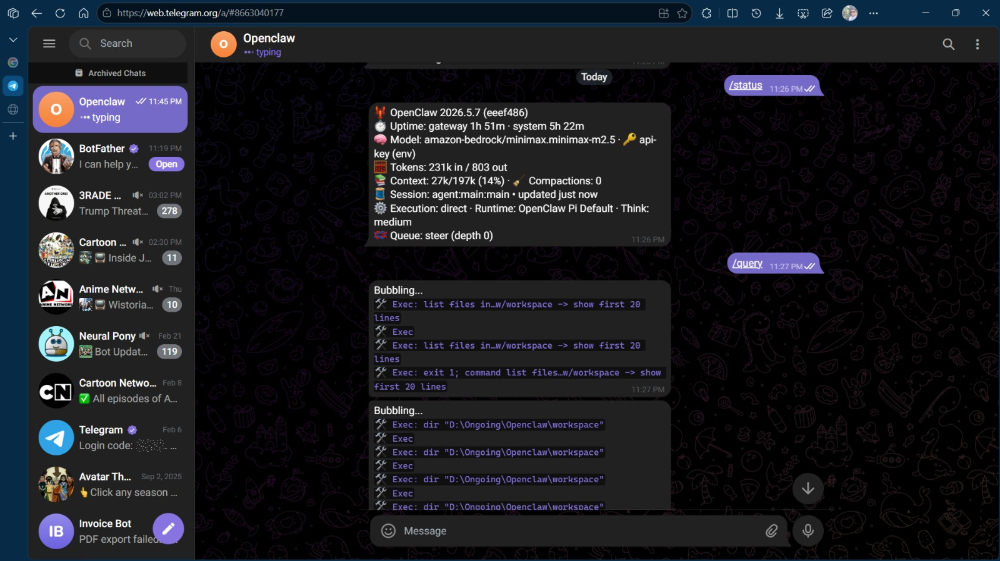 https://web.telegram.org/a/#8663040177
Search
Archived Chats
Openclaw 11:45 PM
typing
BotFather 11:19 PM
I can help y... Open
3RADE ... 03:02 PM
Trump Threat... 278
Cartoon ... 02:30 PM
Inside J... 11
Anime Netw... Thu
Wistoria... 10
Neural Pony Feb 21
Bot Updat... 119
Cartoon Netwo... Feb 8
All episodes of A...
Telegram Feb 6
Login code: ...
Avatar Th... Sep 2, 2025
Click any season ...
IB
Invoice Bot
PDF export failed
O
Openclaw
typing
Today
/status 11:26 PM
OpenClaw 2026.5.7 (eeef486)
Uptime: gateway 1h 51m · system 5h 22m
Model: amazon-bedrock/minimax.minimax-m2.5 · api-
key (env)
Tokens: 231k in / 803 out
Context: 27k/197k (14%) · Compactions: 0
Session: agent:main:main • updated just now
Execution: direct · Runtime: OpenClaw Pi Default · Think:
medium
Queue: steer (depth 0)
11:26 PM
/query 11:27 PM
Bubbling...
Exec: list files in…w/workspace -> show first 20
lines
Exec
Exec: list files in…w/workspace -> show first 20
lines
Exec: exit 1; command list files…w/workspace -> show
first 20 lines
11:27 PM
Bubbling...
Exec: dir "D:\Ongoing\Openclaw\workspace"
Exec
Exec: dir "D:\Ongoing\Openclaw\workspace"
Exec
Exec: dir "D:\Ongoing\Openclaw\workspace"
Exec
Exec: dir "D:\Ongoing\Openclaw\workspace"
Message